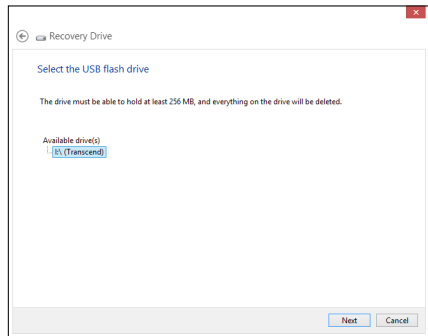 Recovery Drive
Select the USB flash drive
The drive must be able to hold at least 256 MB, and everything on the drive will be deleted.
Available drive(s)
I:\ (Transcend)
Next
Cancel